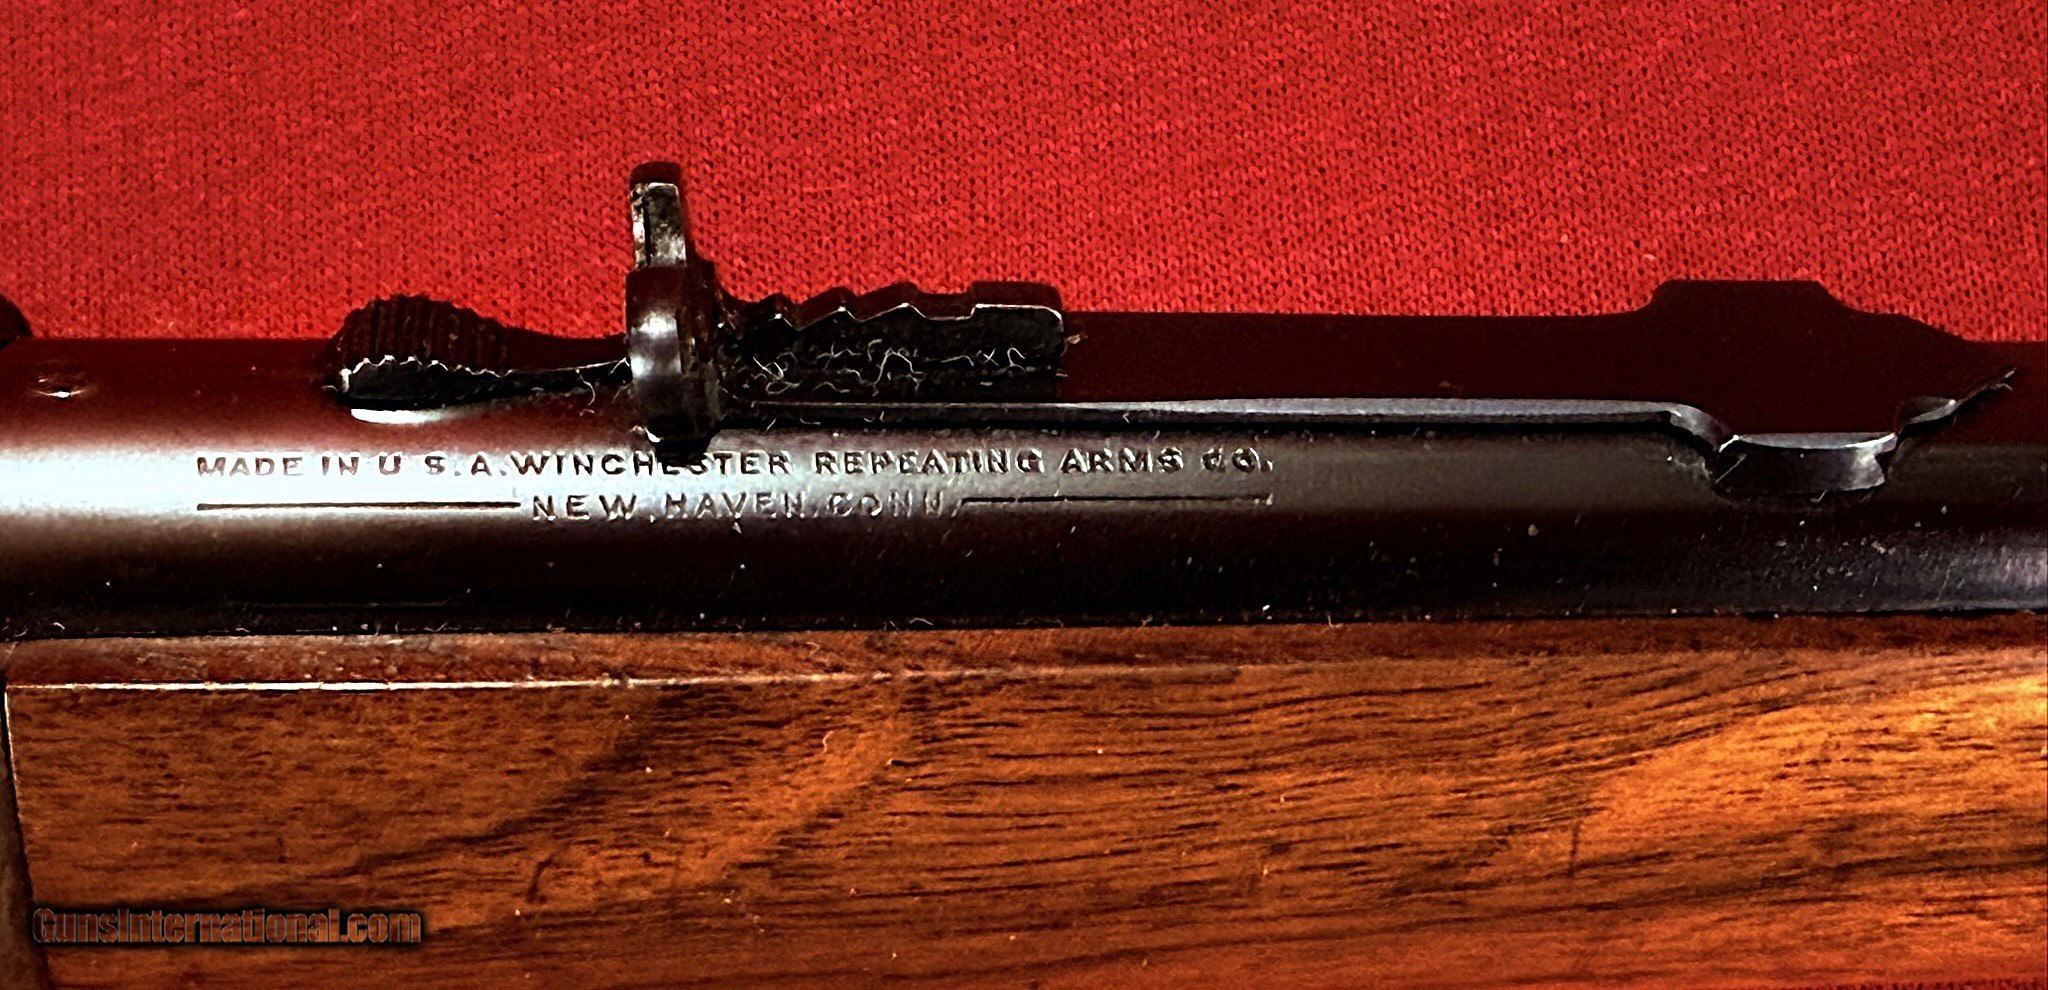 MADE IN U.S.A. WINCHESTER REPEATING ARMS CO.
NEW HAVEN, CONN.
GunsInternational.com